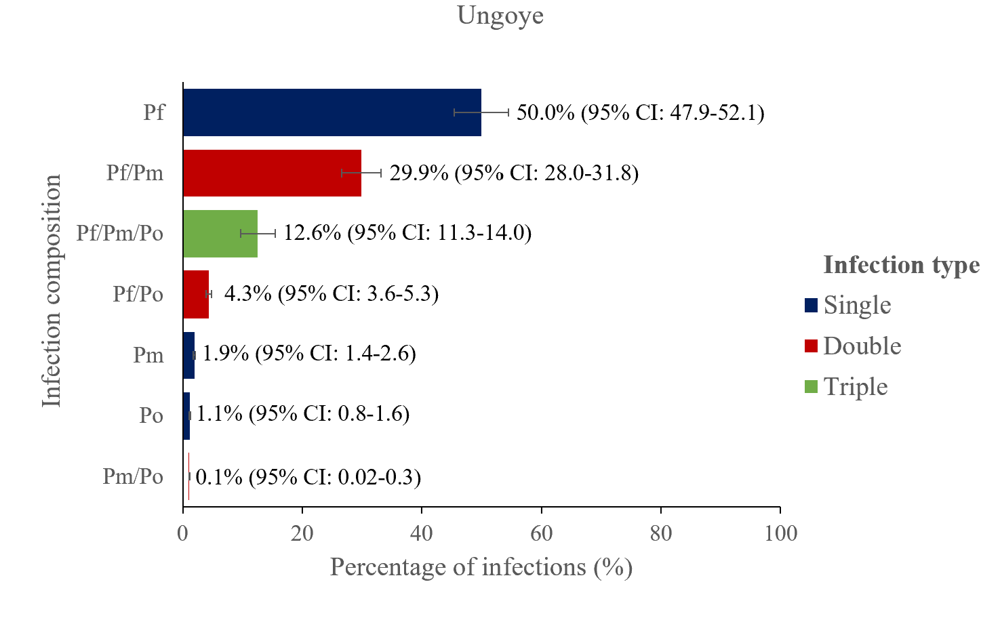 Ungoye
Infection composition
Pf
50.0% (95% CI: 47.9-52.1)
Pf/Pm
29.9% (95% CI: 28.0-31.8)
Pf/Pm/Po
12.6% (95% CI: 11.3-14.0)
Pf/Po
4.3% (95% CI: 3.6-5.3)
Pm
1.9% (95% CI: 1.4-2.6)
Po
1.1% (95% CI: 0.8-1.6)
Pm/Po
0.1% (95% CI: 0.02-0.3)
0 20 40 60 80 100
Percentage of infections (%)
Infection type
Single
Double
Triple